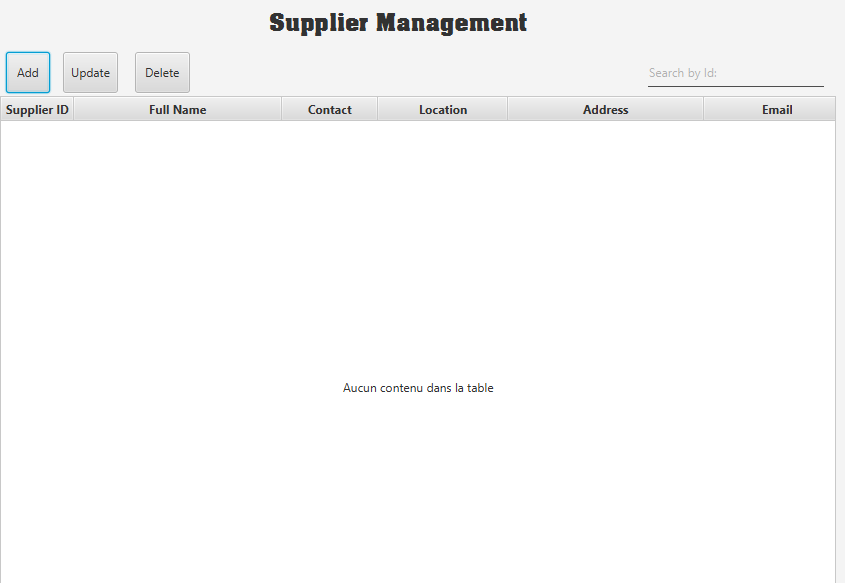 Supplier Management
Add Update Delete Search by Id:
Supplier ID Full Name Contact Location Address Email
Aucun contenu dans la table